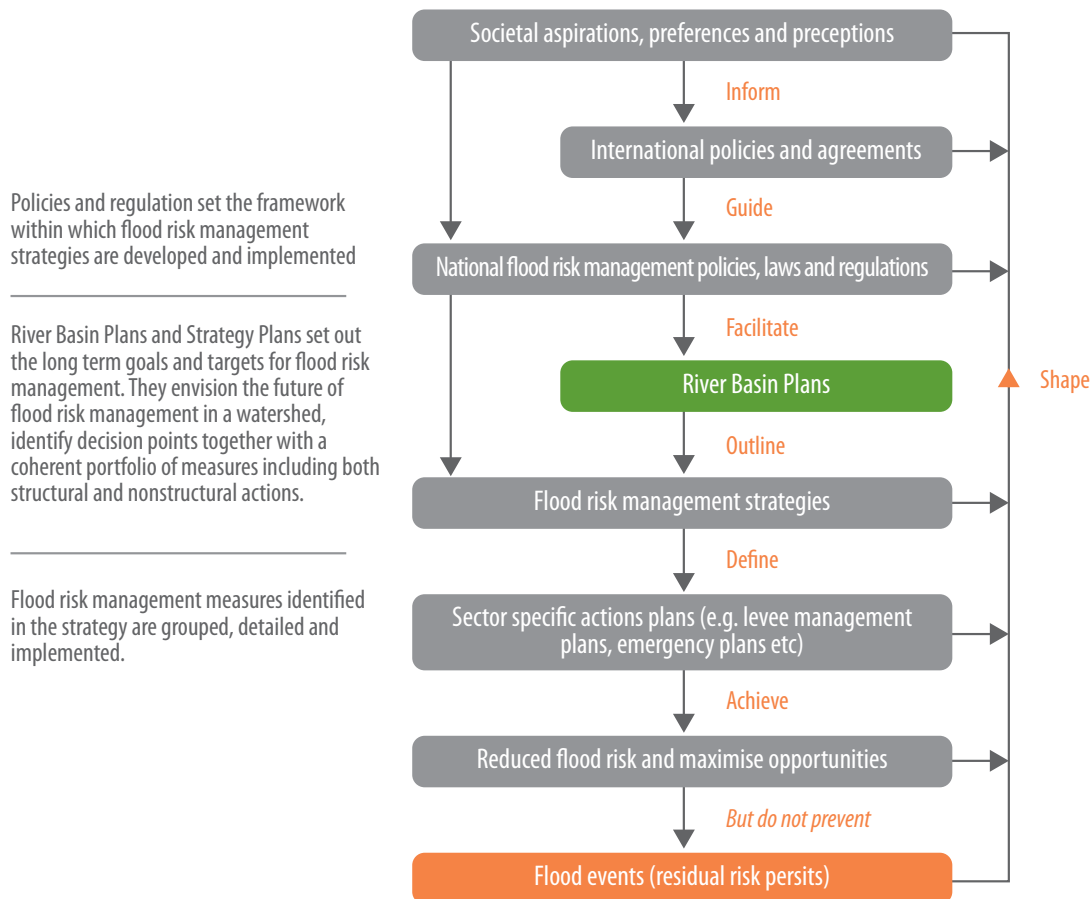 Societal aspirations, preferences and preceptions
Inform
International policies and agreements
Guide
Policies and regulation set the framework
within which flood risk management
strategies are developed and implemented
National flood risk management policies, laws and regulations
Facilitate
River Basin Plans and Strategy Plans set out
the long term goals and targets for flood risk
management. They envision the future of
flood risk management in a watershed,
identify decision points together with a
coherent portfolio of measures including both
structural and nonstructural actions.
River Basin Plans
Shape
Outline
Flood risk management strategies
Define
Flood risk management measures identified
in the strategy are grouped, detailed and
implemented.
Sector specific actions plans (e.g. levee management
plans, emergency plans etc)
Achieve
Reduced flood risk and maximise opportunities
But do not prevent
Flood events (residual risk persits)